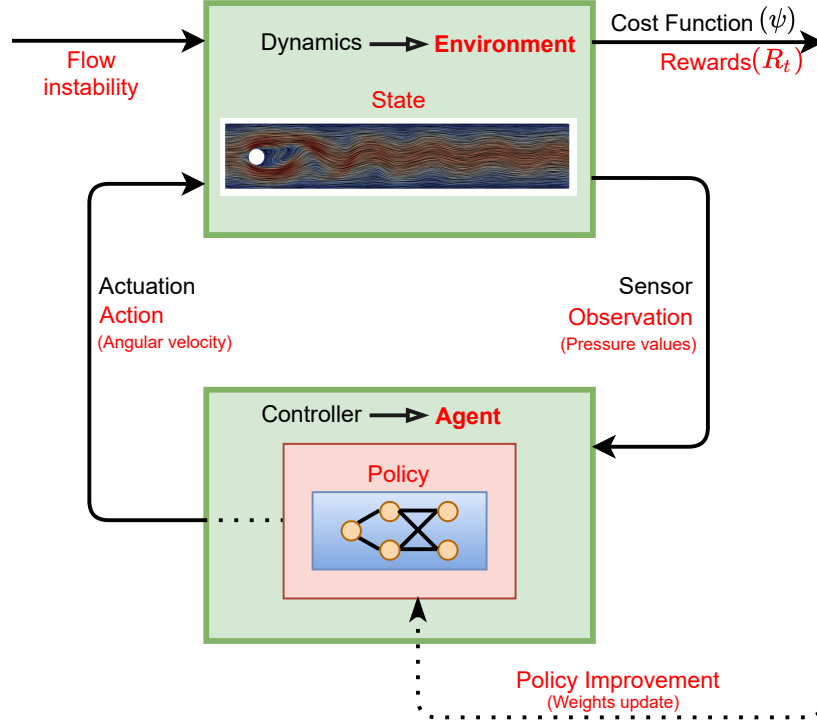 Flow
instability
Dynamics Environment
Cost Function (ψ)
Rewards(R_t)
State
Actuation
Action
(Angular velocity)
Sensor
Observation
(Pressure values)
Controller Agent
Policy
Policy Improvement
(Weights update)